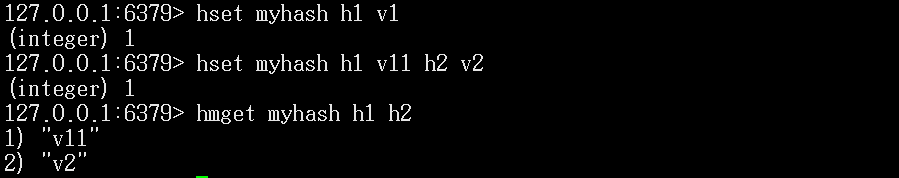 127.0.0.1:6379> hset myhash h1 v1
(integer) 1
127.0.0.1:6379> hset myhash h1 v11 h2 v2
(integer) 1
127.0.0.1:6379> hmget myhash h1 h2
1) "v11"
2) "v2"